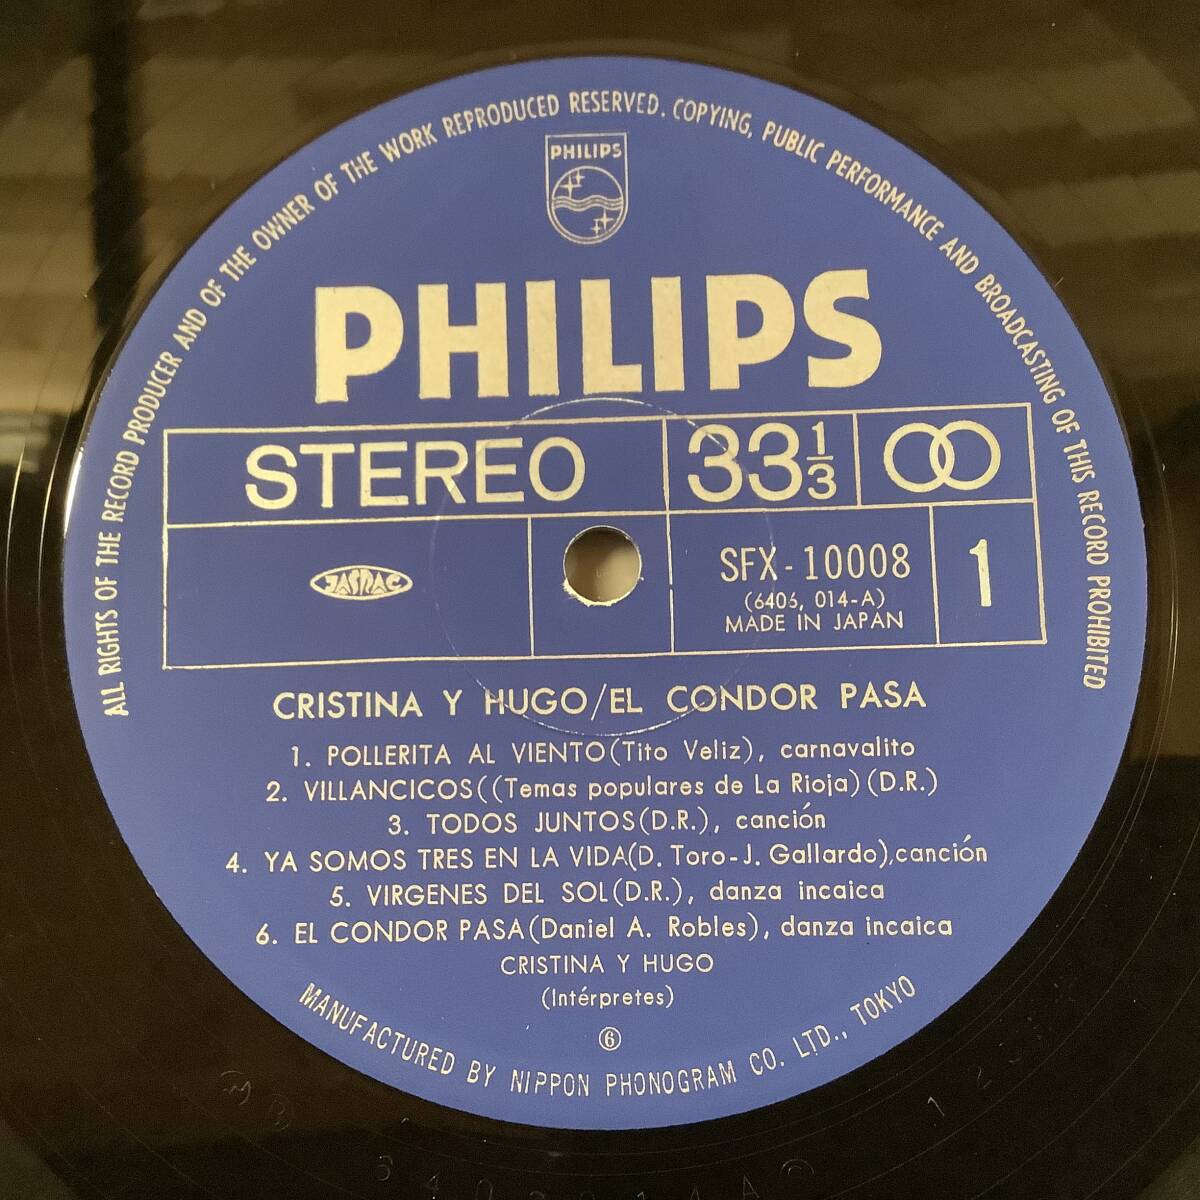 ALL RIGHTS OF THE RECORD PRODUCER AND OF THE OWNER OF THE WORK REPRODUCED RESERVED. COPYING, PUBLIC PERFORMANCE AND BROADCASTING OF THIS RECORD PROHIBITED
PHILIPS
PHILIPS
STEREO 33 1/3
JASRAC
SFX-10008 1
(6406, 014-A)
MADE IN JAPAN
CRISTINA Y HUGO/EL CONDOR PASA
1. POLLERITA AL VIENTO(Tito Veliz), carnavalito
2. VILLANCICOS((Temas populares de La Rioja)(D.R.)
3. TODOS JUNTOS(D.R.), canción
4. YA SOMOS TRES EN LA VIDA(D. Toro-J. Gallardo),canción
5. VIRGENES DEL SOL(D.R.), danza incaica
6. EL CONDOR PASA(Daniel A. Robles), danza incaica
CRISTINA Y HUGO
(Intérpretes)
⑥
MANUFACTURED BY NIPPON PHONOGRAM CO. LTD., TOKYO